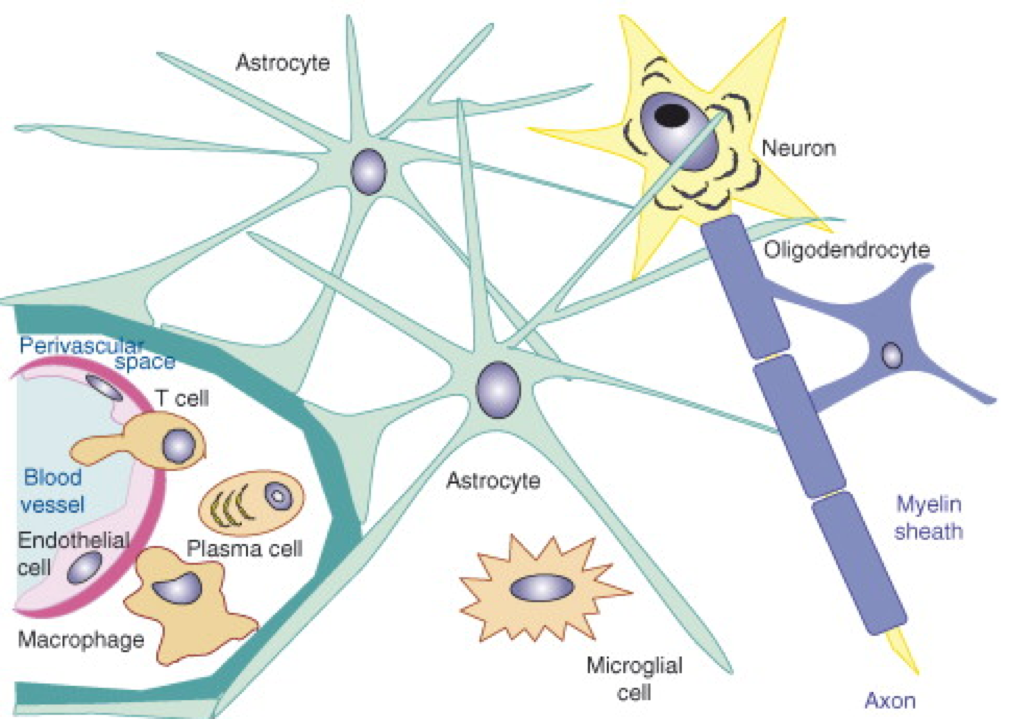 Astrocyte
Neuron
Oligodendrocyte
Perivascular
space
T cell
Blood
vessel
Astrocyte
Endothelial
cell
Plasma cell
Myelin
sheath
Macrophage
Microglial
cell
Axon